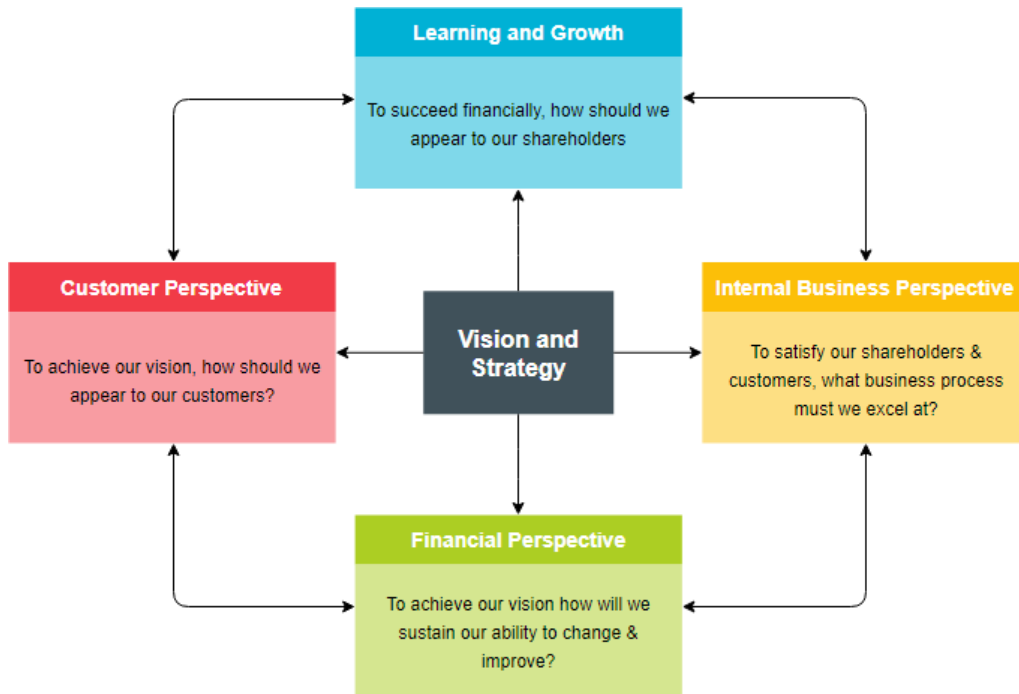 Learning and Growth
To succeed financially, how should we
appear to our shareholders
Customer Perspective
To achieve our vision, how should we
appear to our customers?
Vision and
Strategy
Internal Business Perspective
To satisfy our shareholders &
customers, what business process
must we excel at?
Financial Perspective
To achieve our vision how will we
sustain our ability to change &
improve?